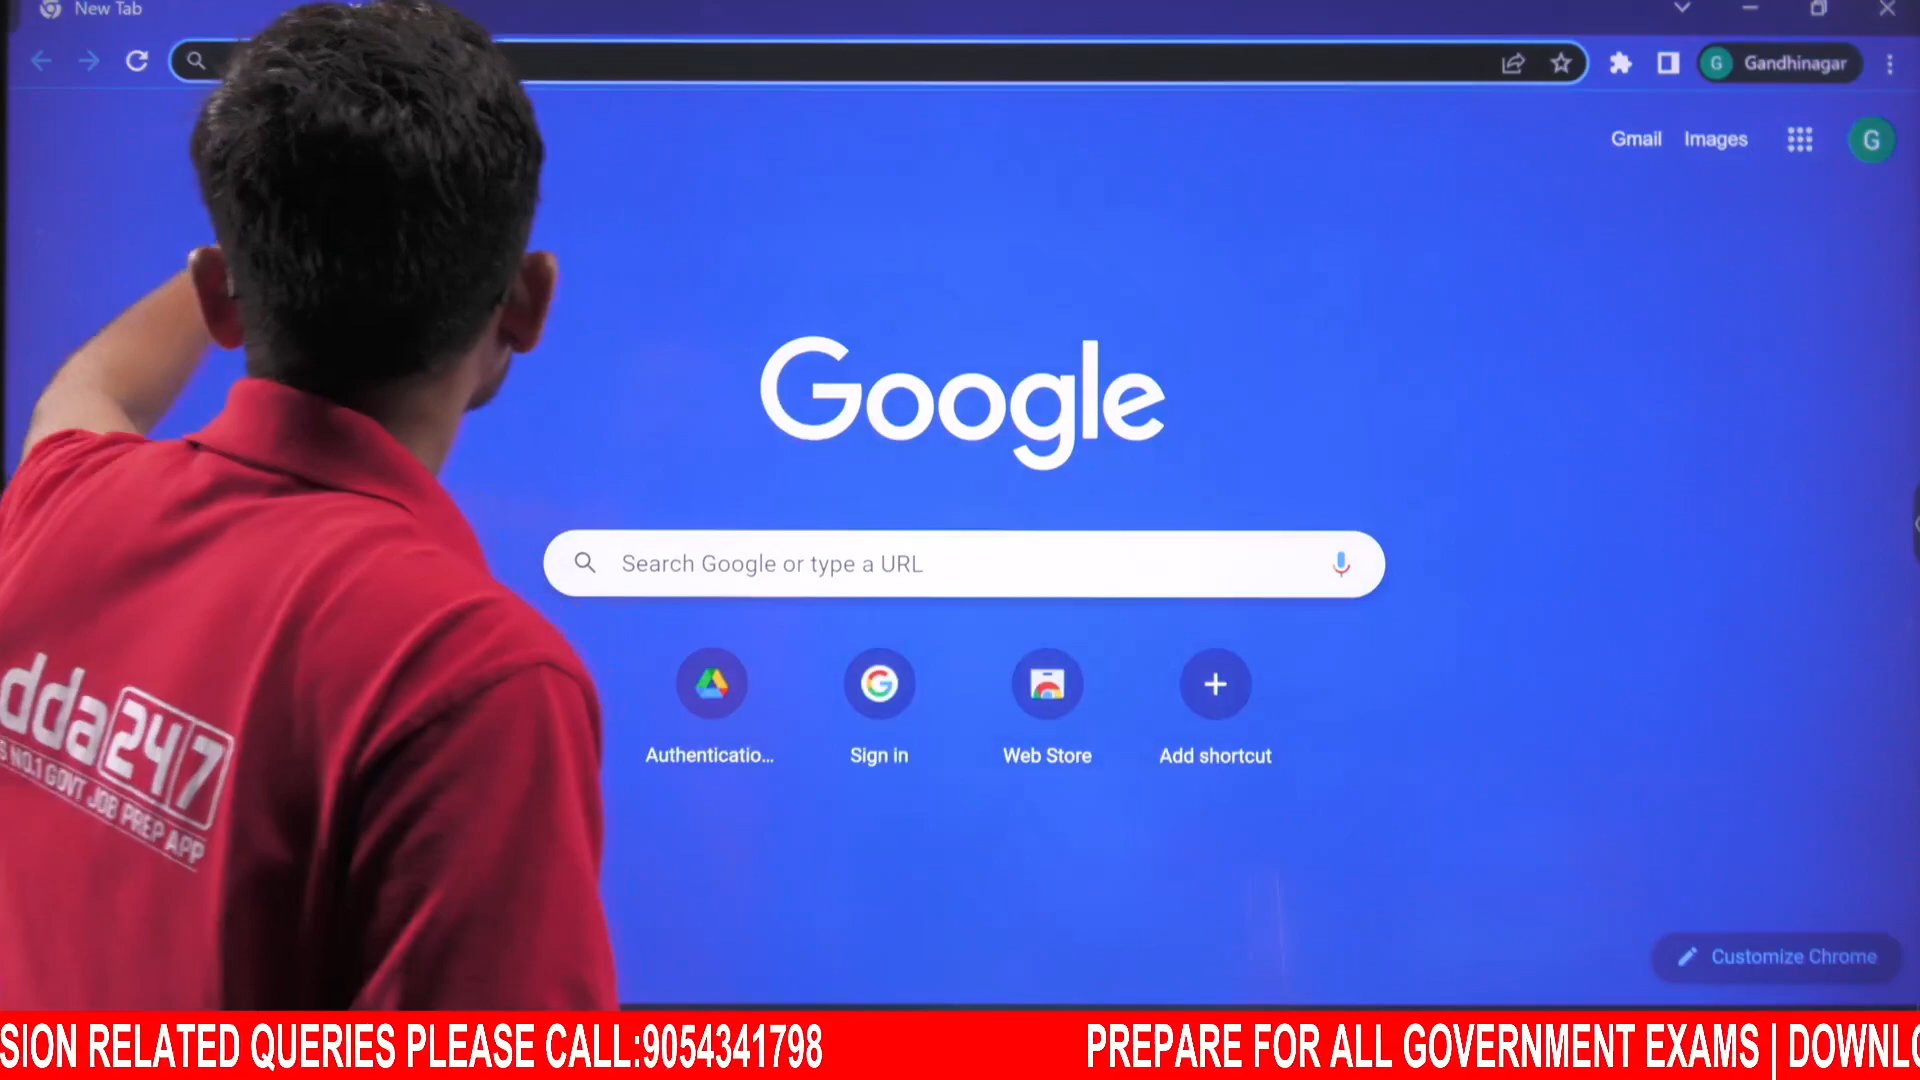 New Tab
Gandhinagar
Gmail Images
G
Google
Search Google or type a URL
Authenticatio...
Sign in
Web Store
Add shortcut
dda247
NO.1 GOVT JOB PREP APP
Customize Chrome
SION RELATED QUERIES PLEASE CALL:9054341798
PREPARE FOR ALL GOVERNMENT EXAMS | DOWNLO